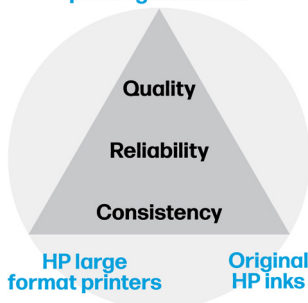 Quality
Reliability
Consistency
HP large
format printers
Original
HP inks